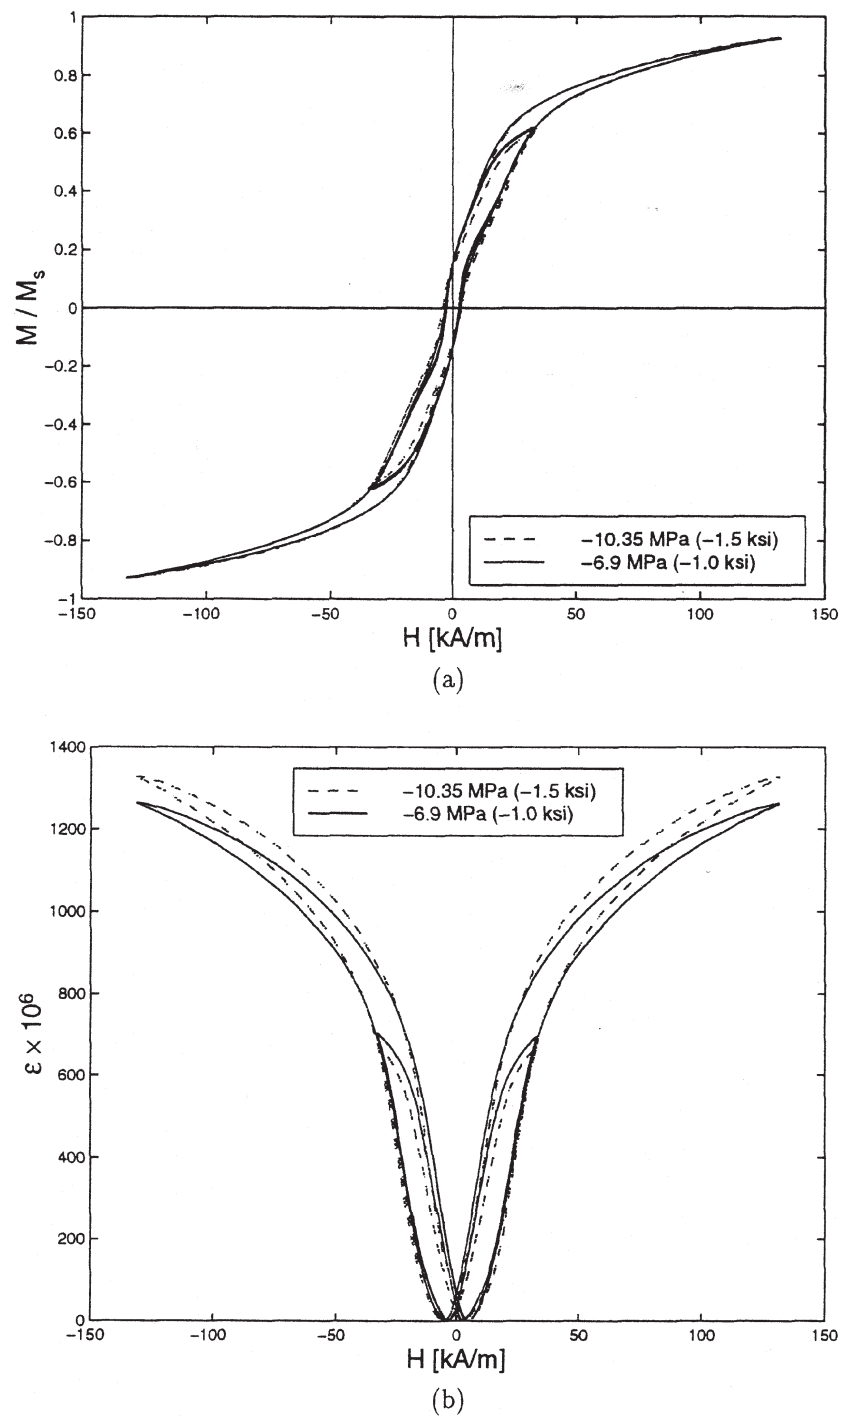 1
0.8
0.6
0.4
0.2
0
−0.2
−0.4
−0.6
−0.8
−1
M / Ms
−10.35 MPa (−1.5 ksi)
−6.9 MPa (−1.0 ksi)
−150 −100 −50 0 50 100 150
H [kA/m]
(a)
1400
1200
1000
800
600
400
200
0
ε × 10⁶
−10.35 MPa (−1.5 ksi)
−6.9 MPa (−1.0 ksi)
−150 −100 −50 0 50 100 150
H [kA/m]
(b)